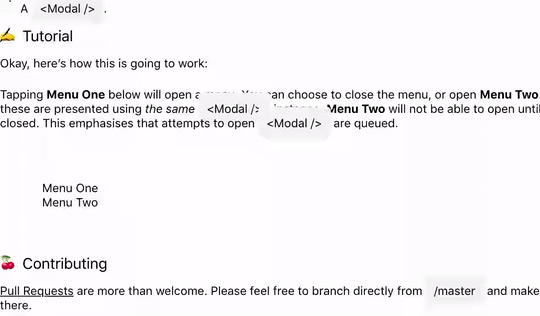 A <Modal /> .
✍️ Tutorial
Okay, here's how this is going to work:
Tapping Menu One below will open a menu. You can choose to close the menu, or open Menu Two
these are presented using the same <Modal /> instance, Menu Two will not be able to open until
closed. This emphasises that attempts to open <Modal /> are queued.
Menu One
Menu Two
🍒 Contributing
Pull Requests are more than welcome. Please feel free to branch directly from /master and make
there.